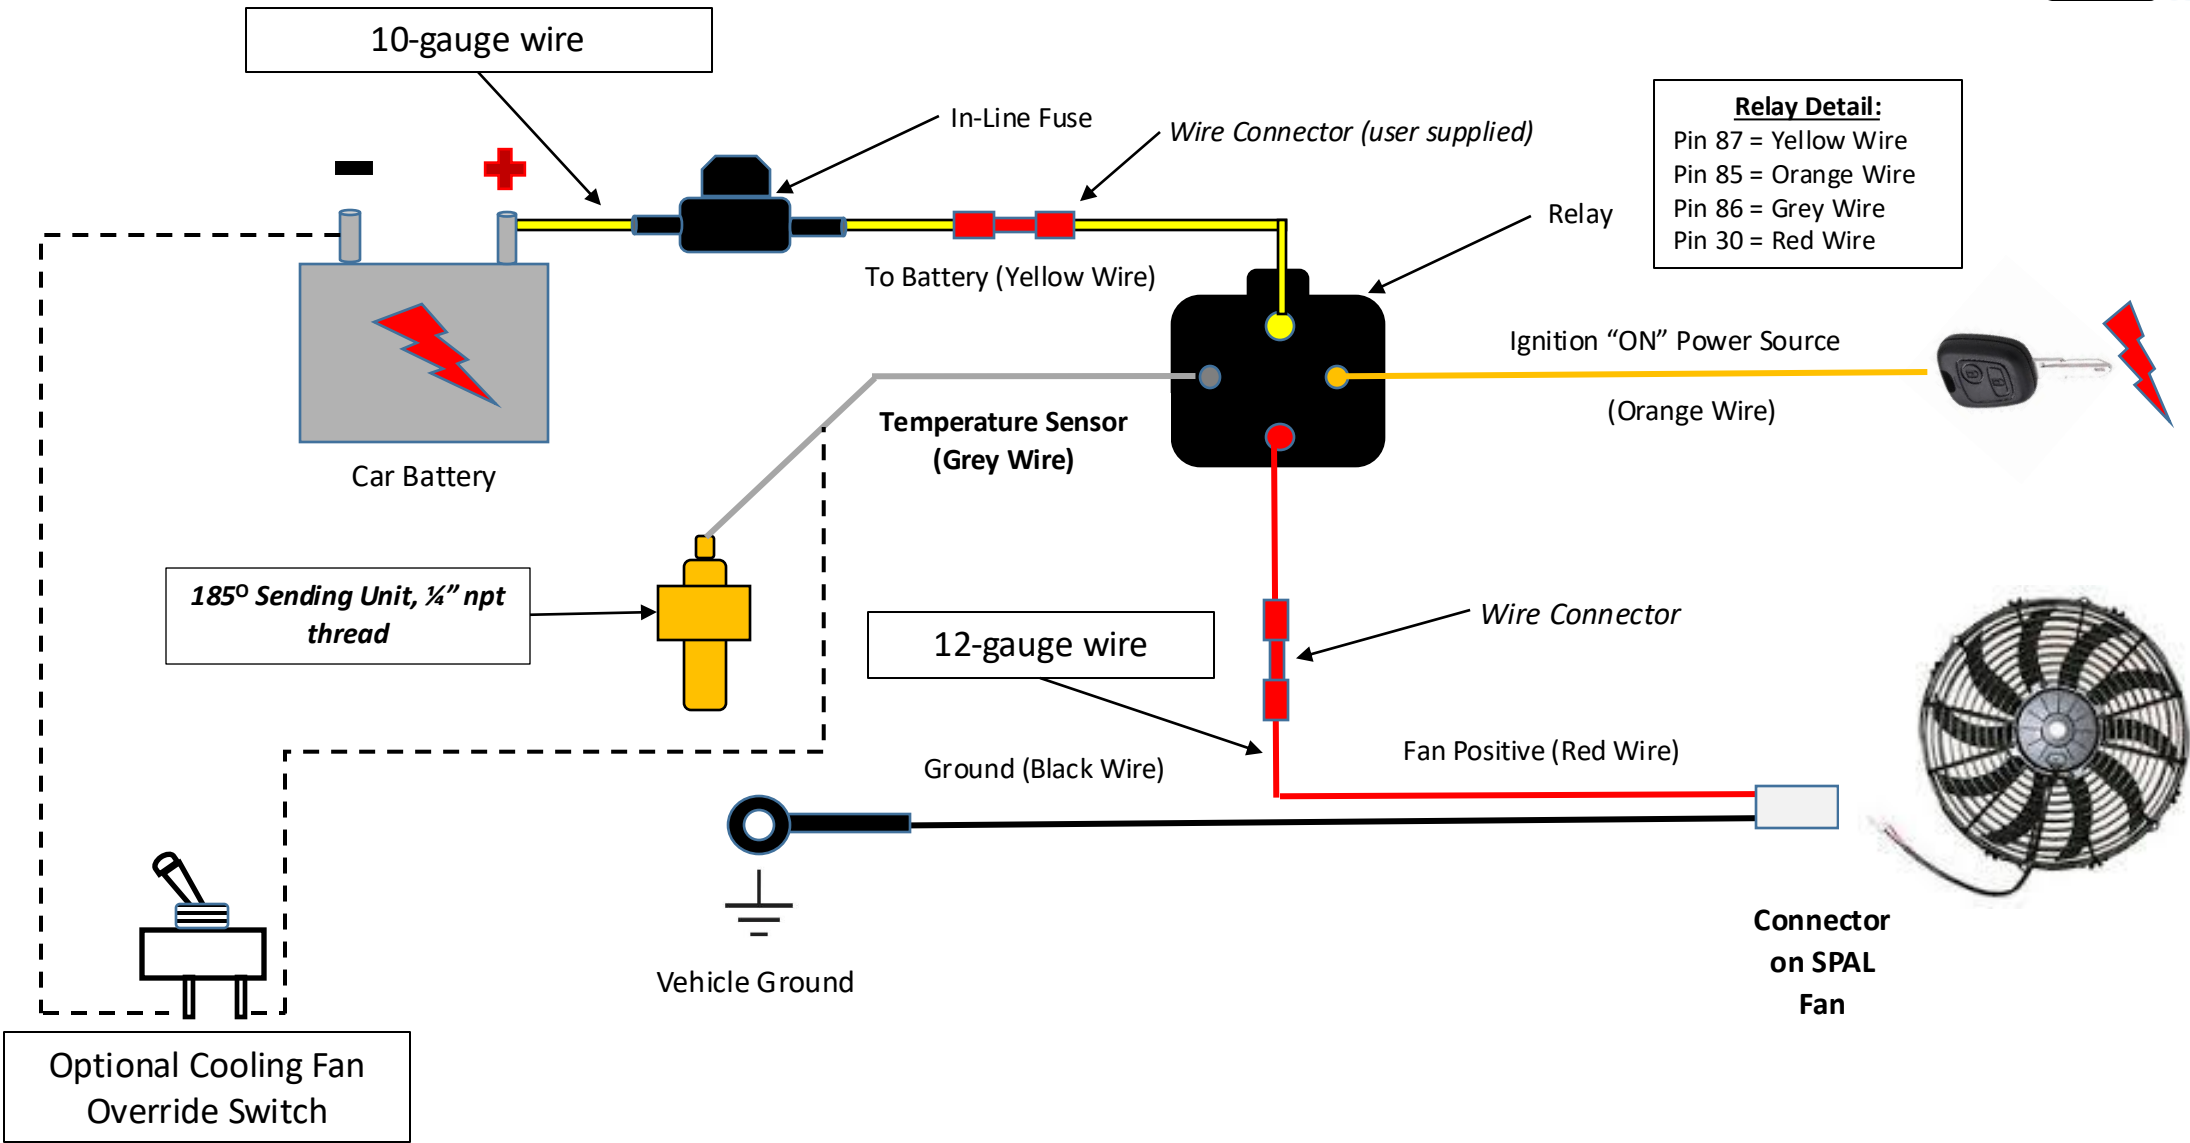 10-gauge wire
In-Line Fuse
Wire Connector (user supplied)
Relay Detail:
Pin 87 = Yellow Wire
Pin 85 = Orange Wire
Pin 86 = Grey Wire
Pin 30 = Red Wire
Relay
To Battery (Yellow Wire)
Ignition “ON” Power Source
(Orange Wire)
Temperature Sensor
(Grey Wire)
Car Battery
185⁰ Sending Unit, ¼” npt
thread
12-gauge wire
Wire Connector
Fan Positive (Red Wire)
Ground (Black Wire)
Vehicle Ground
Connector
on SPAL
Fan
Optional Cooling Fan
Override Switch